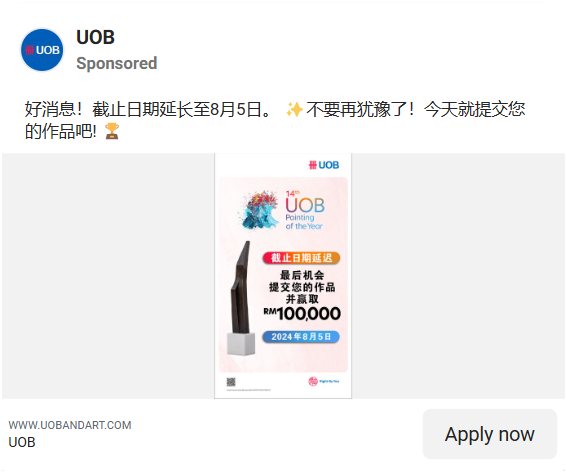 UOB
UOB
Sponsored
好消息！截止日期延长至8月5日。 ✨不要再犹豫了！今天就提交您
的作品吧! 🏆
UOB
14th
UOB
Painting
of the Year
截止日期延迟
最后机会
提交您的作品
并赢取
RM100,000
2024年8月5日
Right By You
WWW.UOBANDART.COM
UOB
Apply now